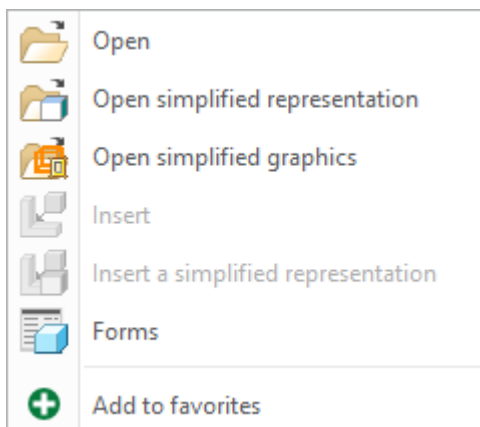 Open
Open simplified representation
Open simplified graphics
Insert
Insert a simplified representation
Forms
Add to favorites